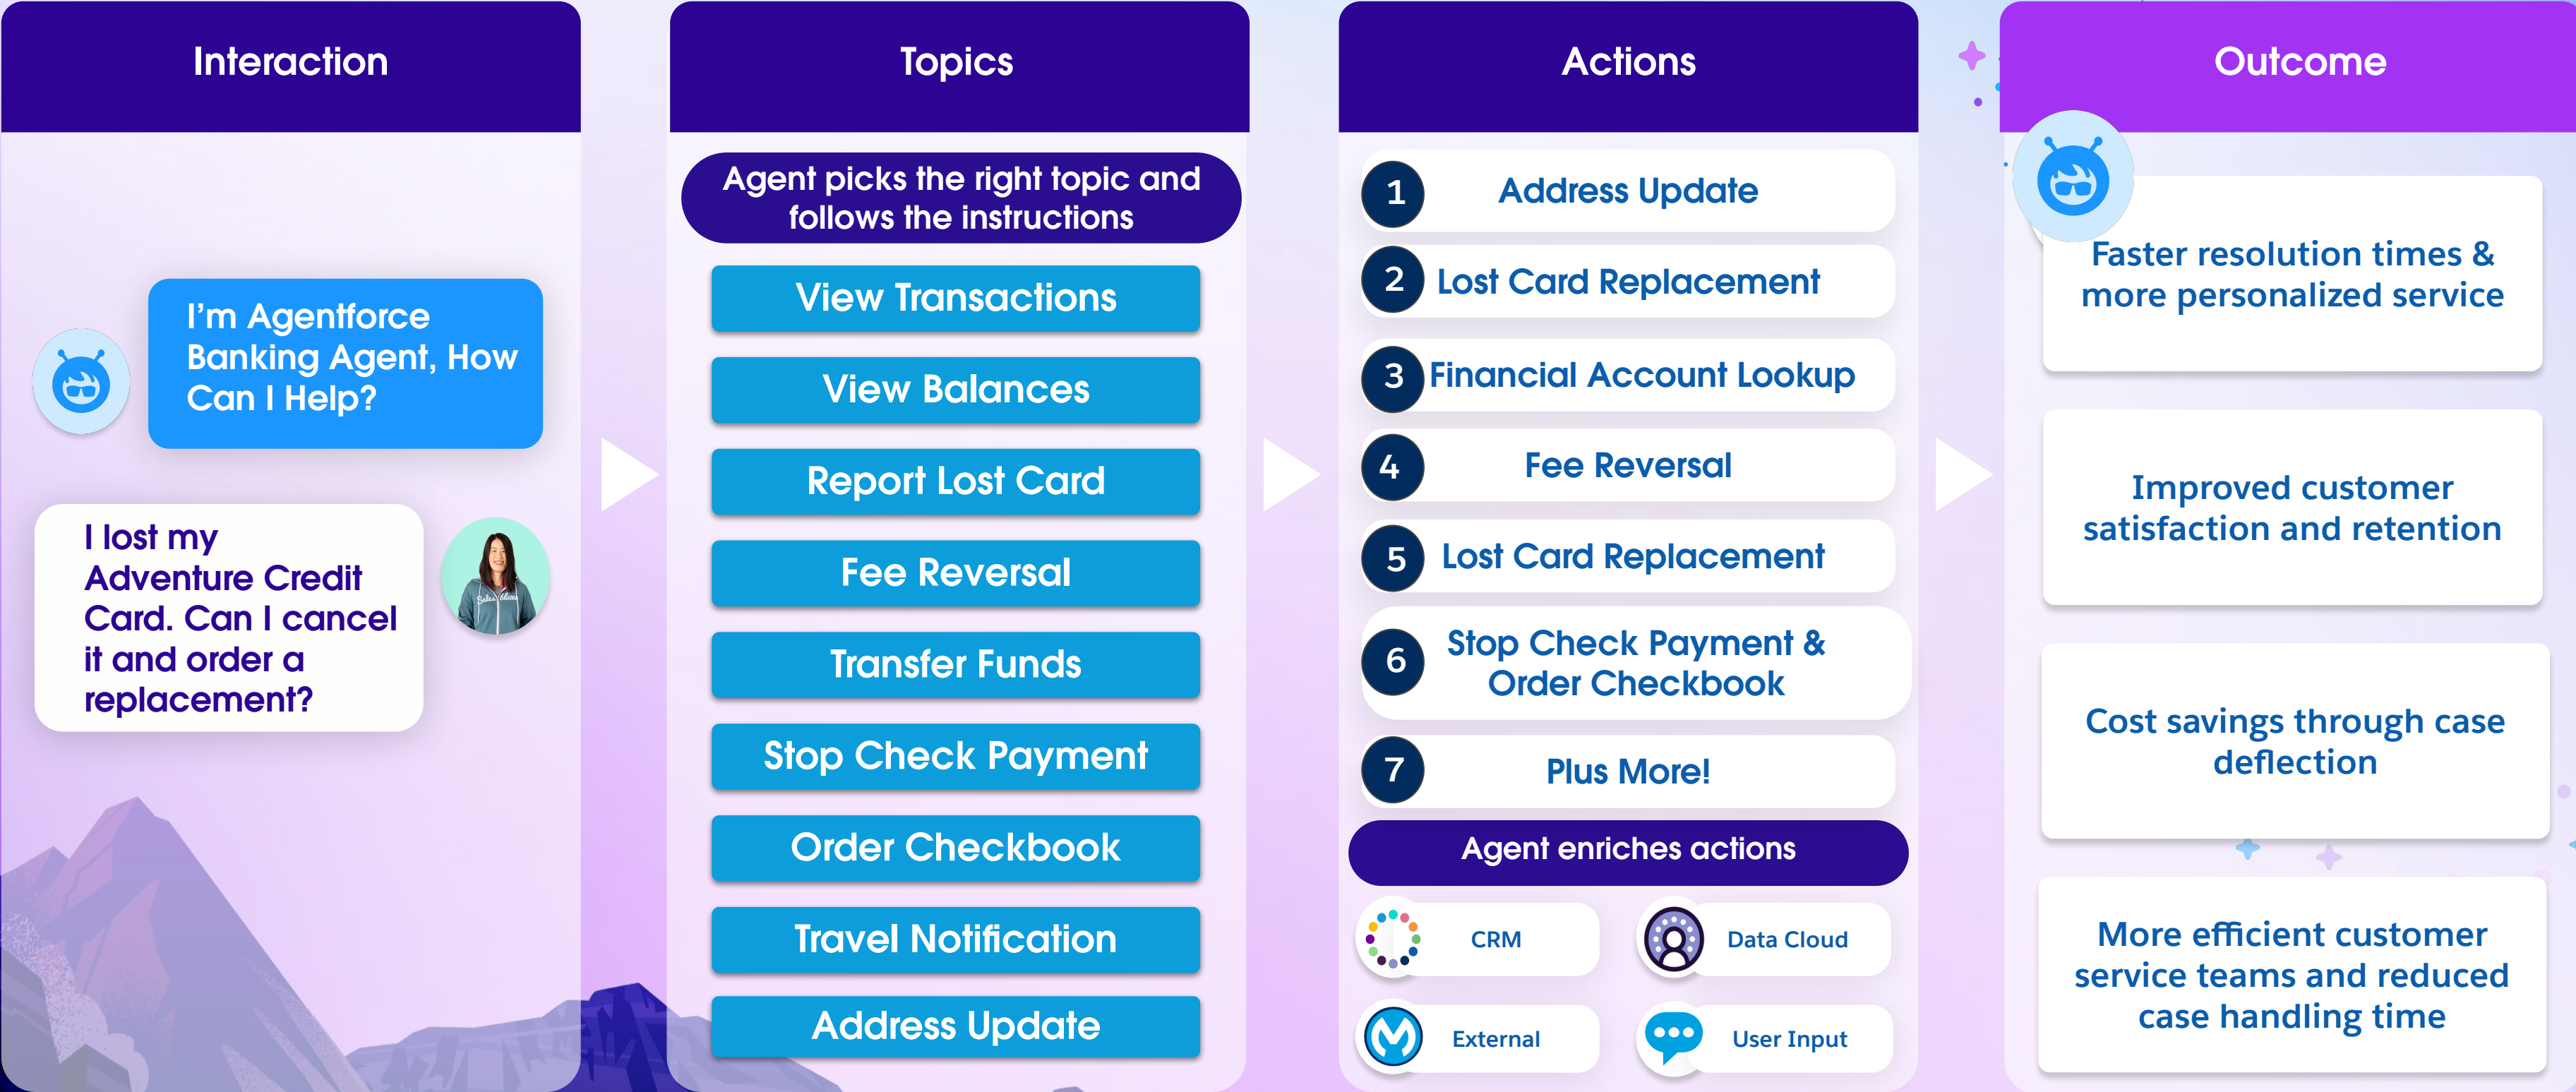 Interaction
I'm Agentforce
Banking Agent, How
Can I Help?
I lost my
Adventure Credit
Card. Can I cancel
it and order a
replacement?
Topics
Agent picks the right topic and
follows the instructions
View Transactions
View Balances
Report Lost Card
Fee Reversal
Transfer Funds
Stop Check Payment
Order Checkbook
Travel Notification
Address Update
Actions
1 Address Update
2 Lost Card Replacement
3 Financial Account Lookup
4 Fee Reversal
5 Lost Card Replacement
6 Stop Check Payment &
Order Checkbook
7 Plus More!
Agent enriches actions
CRM
Data Cloud
External
User Input
Outcome
Faster resolution times &
more personalized service
Improved customer
satisfaction and retention
Cost savings through case
deflection
More efficient customer
service teams and reduced
case handling time